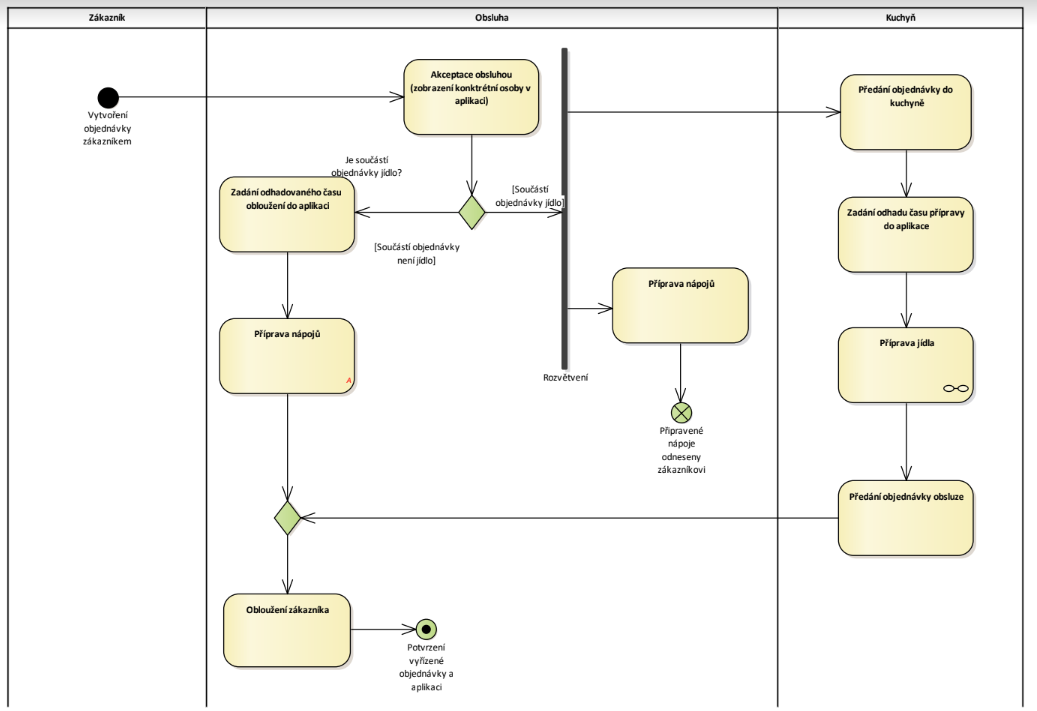 Zákazník
Obsluha
Kuchyň
Vytvoření
objednávky
zákazníkem
Akceptace obsluhou
(zobrazení konktrétní osoby v
aplikaci)
Předání objednávky do
kuchyně
Je součástí
objednávky jídlo?
Zadání odhadovaného času
obloužení do aplikaci
[Součástí
objednávky jídlo]
Zadání odhadu času přípravy
do aplikace
[Součástí objednávky
není jídlo]
Příprava nápojů
Příprava nápojů
A
Příprava jídla
Rozvětvení
Připravené
nápoje
odneseny
zákazníkovi
Předání objednávky obsluze
Obloužení zákazníka
Potvrzení
vyřízené
objednávky a
aplikaci